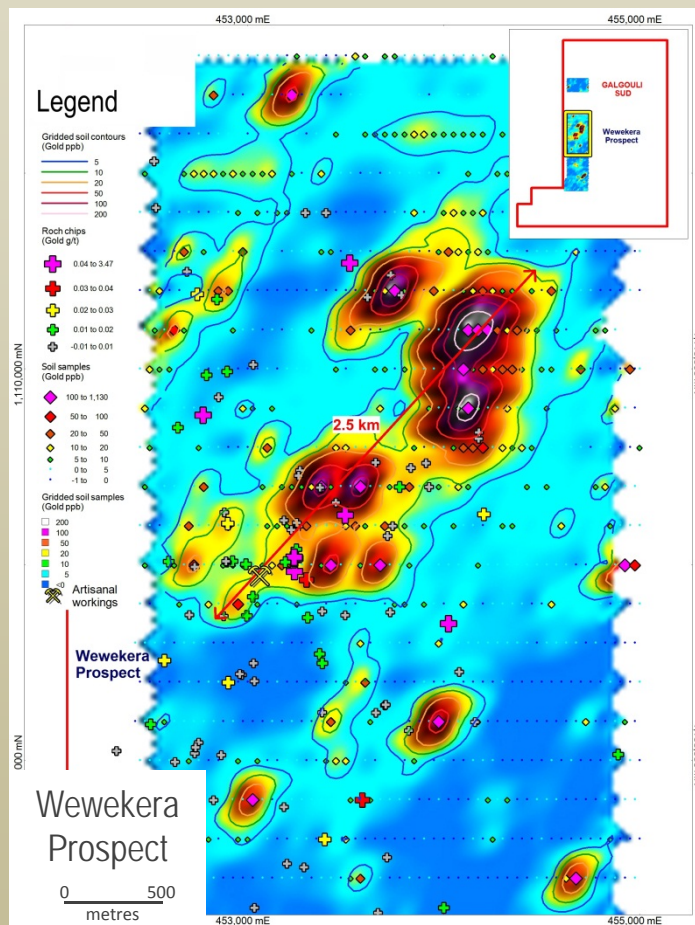 453,000 mE
455,000 mE
Legend
Gridded soil contours
(Gold ppb)
5
10
20
50
100
200
Roch chips
(Gold g/t)
0.04 to 3.47
0.03 to 0.04
0.02 to 0.03
0.01 to 0.02
-0.01 to 0.01
Soil samples
(Gold ppb)
100 to 1,130
50 to 100
20 to 50
10 to 20
5 to 10
0 to 5
-1 to 0
Gridded soil samples
(Gold ppb)
200
100
50
20
10
5
<0
Artisanal
workings
Wewekera
Prospect
GALGOULI
SUD
Wewekera
Prospect
1,110,000 mN
2.5 km
000 mN
Wewekera
Prospect
0 500
metres
453,000 mE
455,000 mE